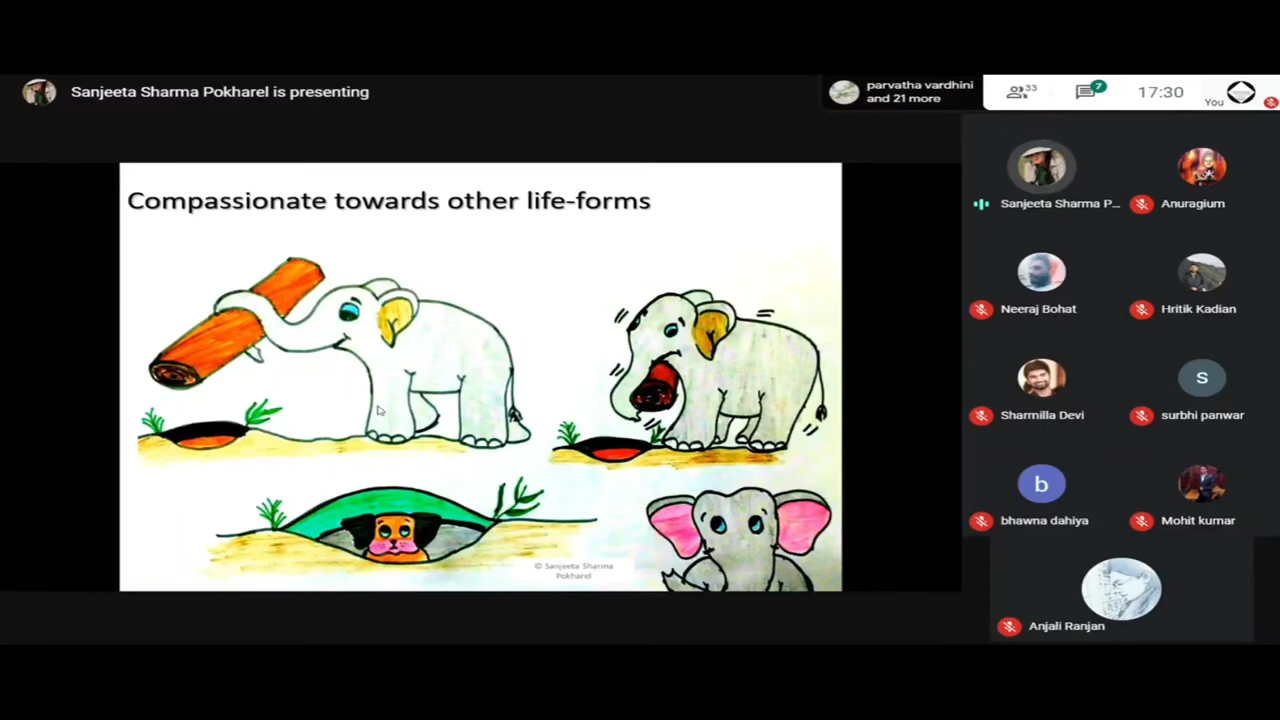 Sanjeeta Sharma Pokharel is presenting
parvatha vardhini
and 21 more
33
7
17:30
You
Compassionate towards other life-forms
© Sanjeeta Sharma
Pokharel
Sanjeeta Sharma P...
Anuragium
Neeraj Bohat
Hritik Kadian
Sharmilla Devi
s
surbhi panwar
b
bhawna dahiya
Mohit kumar
Anjali Ranjan